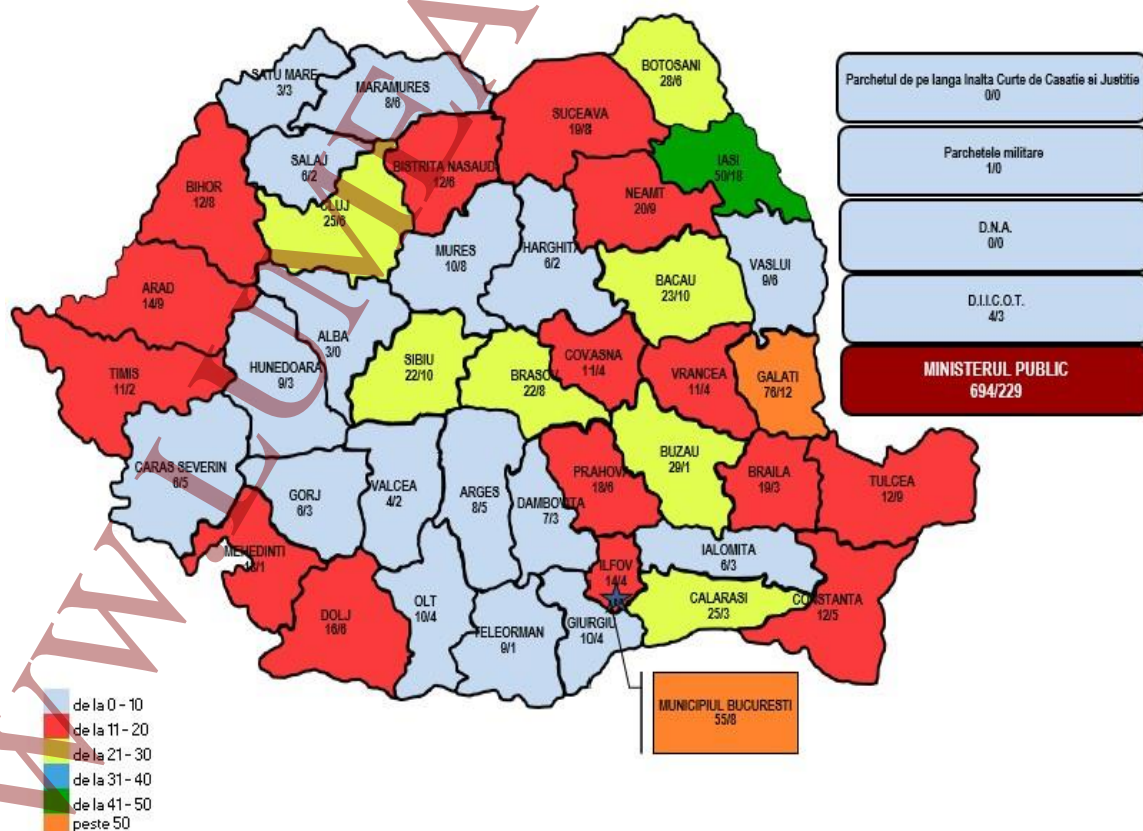 BOTOSANI
28/6
Parchetul de pe langa Inalta Curte de Casatie si Justitie
0/0
SATU MARE
3/3
MARAMURES
8/6
SUCEAVA
19/8
IASI
50/18
Parchetele militare
1/0
SALAJ
6/2
BISTRITA NASAUD
12/6
BIHOR
12/8
NEAMT
20/9
CLUJ
25/6
D.N.A.
0/0
MURES
10/8
HARGHITA
6/2
VASLUI
9/6
BACAU
23/10
ARAD
14/9
D.I.I.C.O.T.
4/3
ALBA
3/0
HUNEDOARA
9/3
SIBIU
22/10
BRASOV
22/8
COVASNA
11/4
VRANCEA
11/4
GALATI
76/12
MINISTERUL PUBLIC
694/229
TIMIS
11/2
CARAS SEVERIN
6/5
GORJ
6/3
VALCEA
4/2
ARGES
8/5
DAMBOVITA
7/3
PRAHOVA
18/6
BUZAU
29/1
BRAILA
19/3
TULCEA
12/9
MEHEDINTI
DOLJ
16/6
OLT
10/4
TELEORMAN
9/1
GIURGIU
10/4
ILFOV
14/4
IALOMITA
6/3
CALARASI
25/3
CONSTANTA
12/5
MUNICIPIUL BUCURESTI
55/8
de la 0 - 10
de la 11 - 20
de la 21 - 30
de la 31 - 40
de la 41 - 50
peste 50
WWW.LUMEA